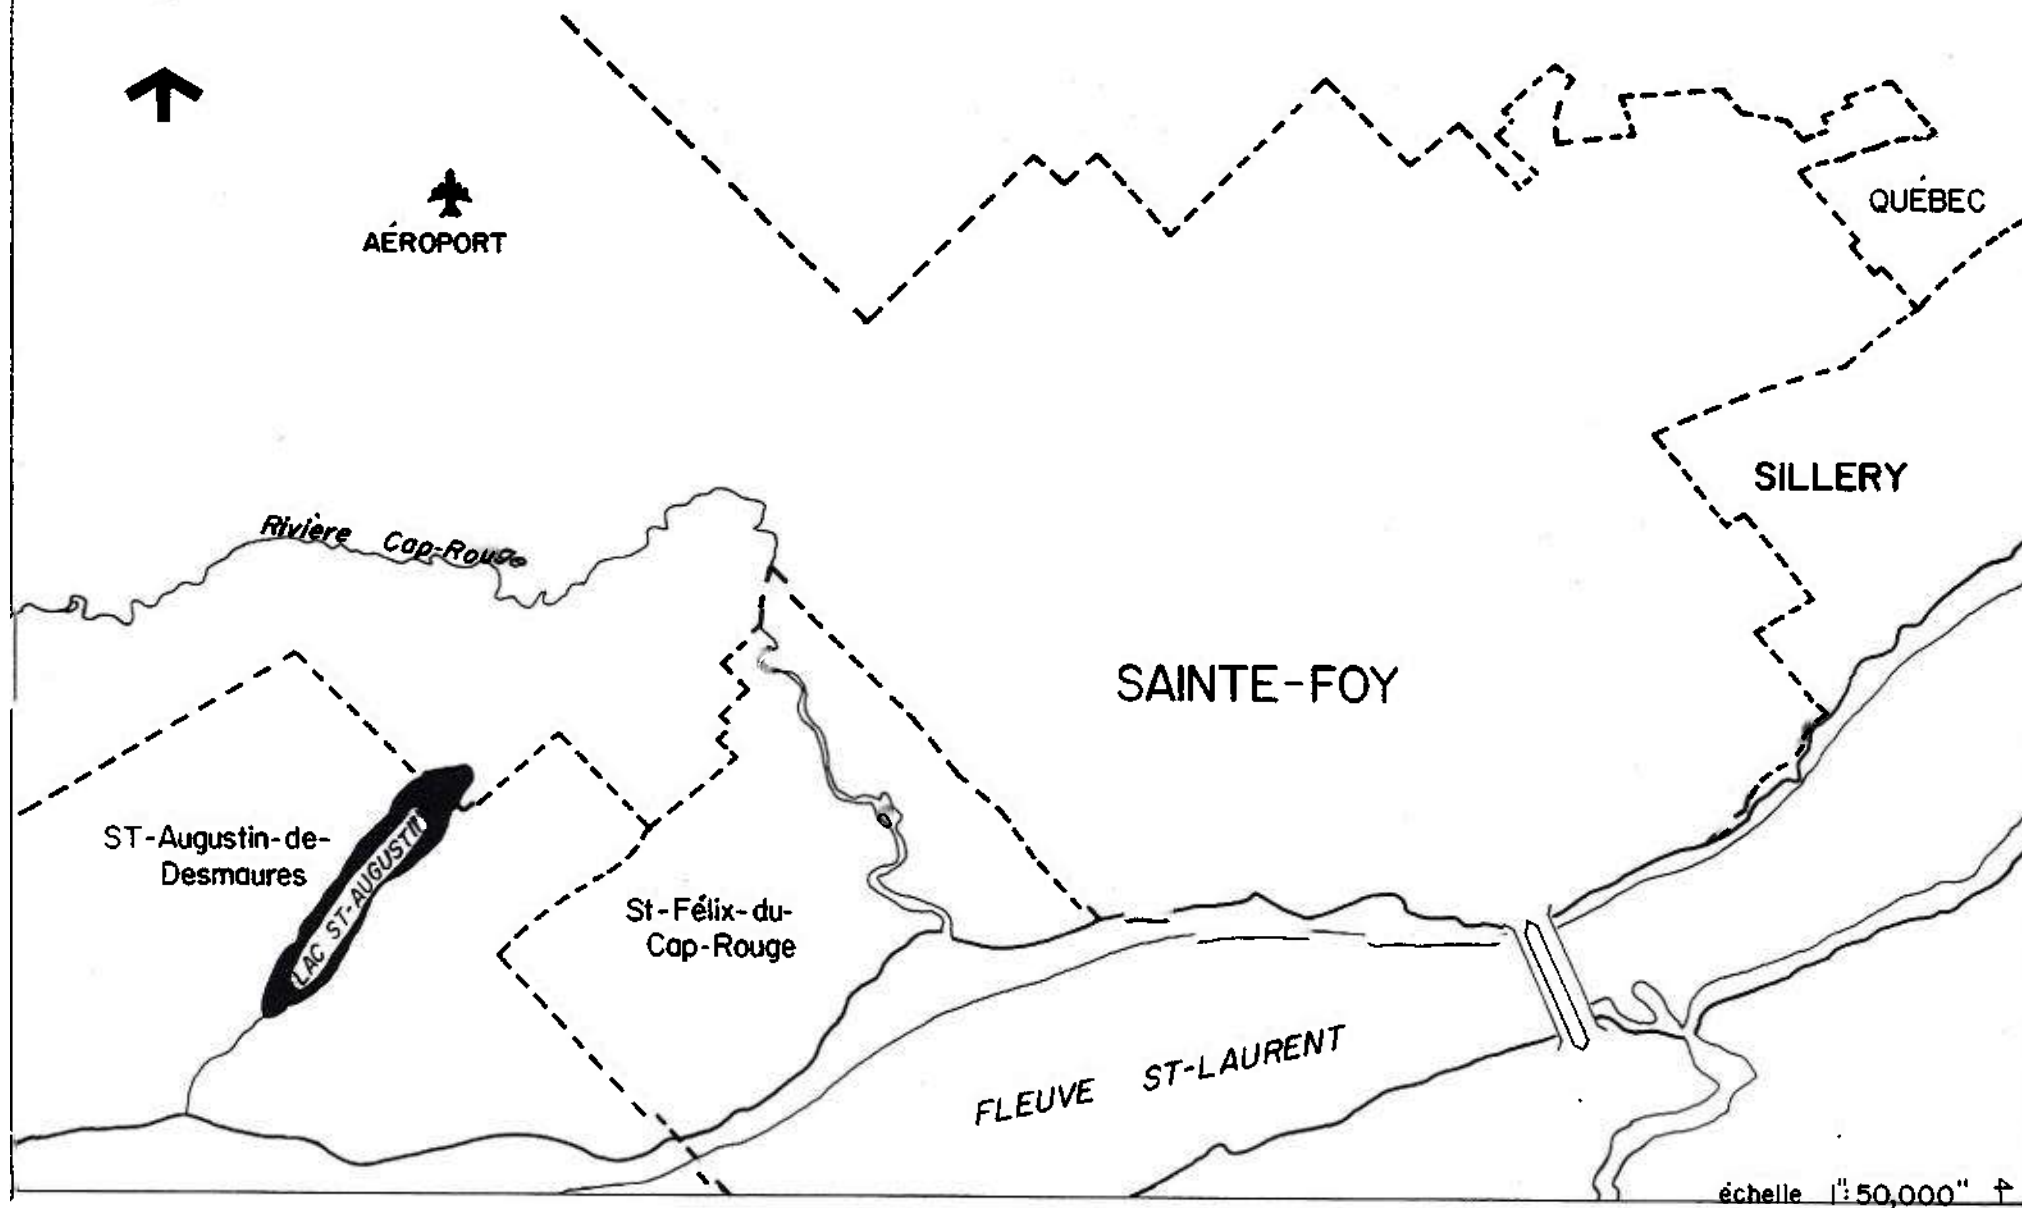 AÉROPORT
QUÉBEC
SILLERY
Rivière Cap-Rouge
SAINTE-FOY
ST-Augustin-de-
Desmaures
LAC ST-AUGUSTIN
St-Félix-du-
Cap-Rouge
FLEUVE ST-LAURENT
échelle 1":50,000"